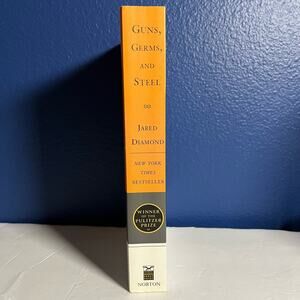 GUNS,
GERMS,
AND
STEEL
JARED
DIAMOND
NEW YORK
TIMES
BESTSELLER
WINNER
OF THE
PULITZER
PRIZE
NORTON